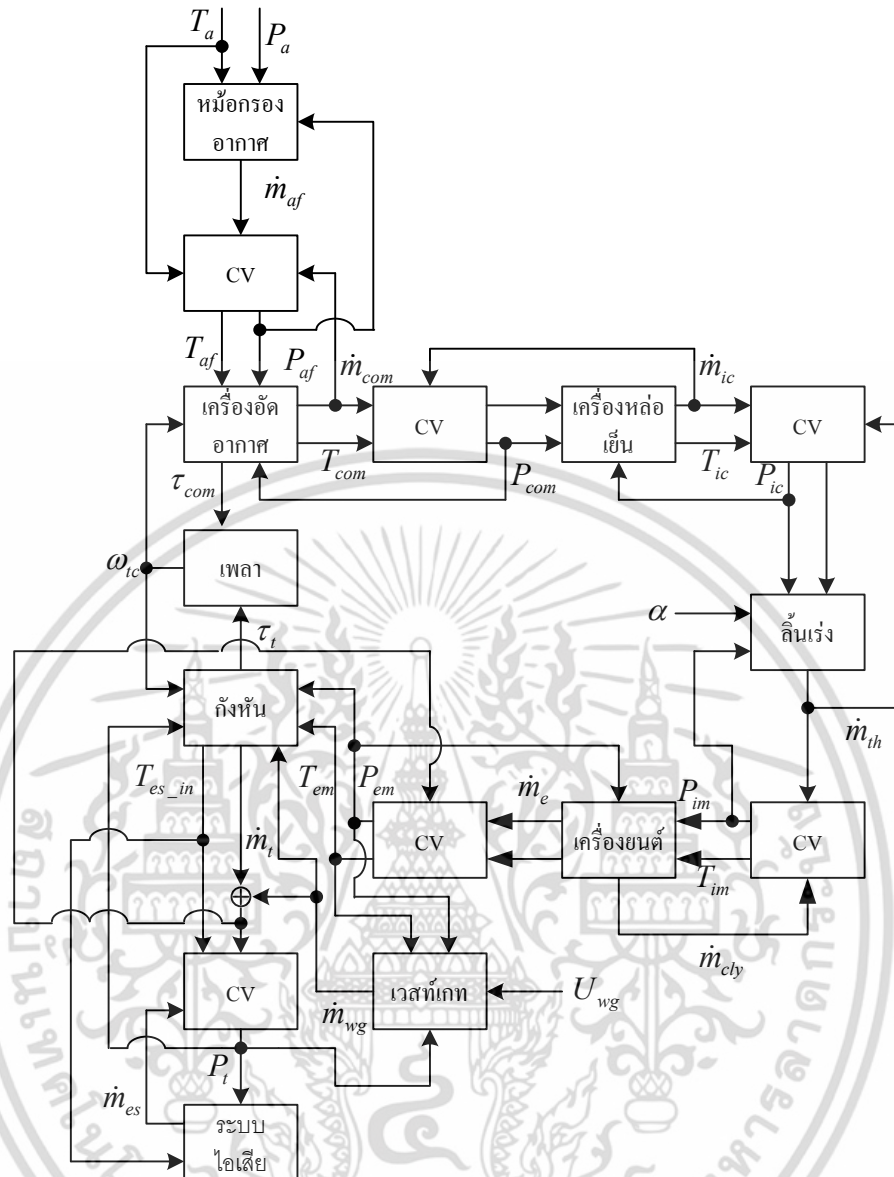 T_a
P_a
หม้อกรอง
อากาศ
ṁ_af
CV
T_af
P_af
ṁ_com
ṁ_ic
เครื่องอัด
อากาศ
CV
เครื่องหล่อ
เย็น
CV
T_com
P_com
T_ic
P_ic
τ_com
ω_tc
เพลา
α
ลิ้นเร่ง
τ_t
กังหัน
ṁ_th
T_es_in
T_em
P_em
ṁ_e
P_im
ṁ_t
CV
เครื่องยนต์
CV
T_im
ṁ_cly
CV
เวสท์เกท
U_wg
ṁ_wg
P_t
ṁ_es
ระบบ
ไอเสีย